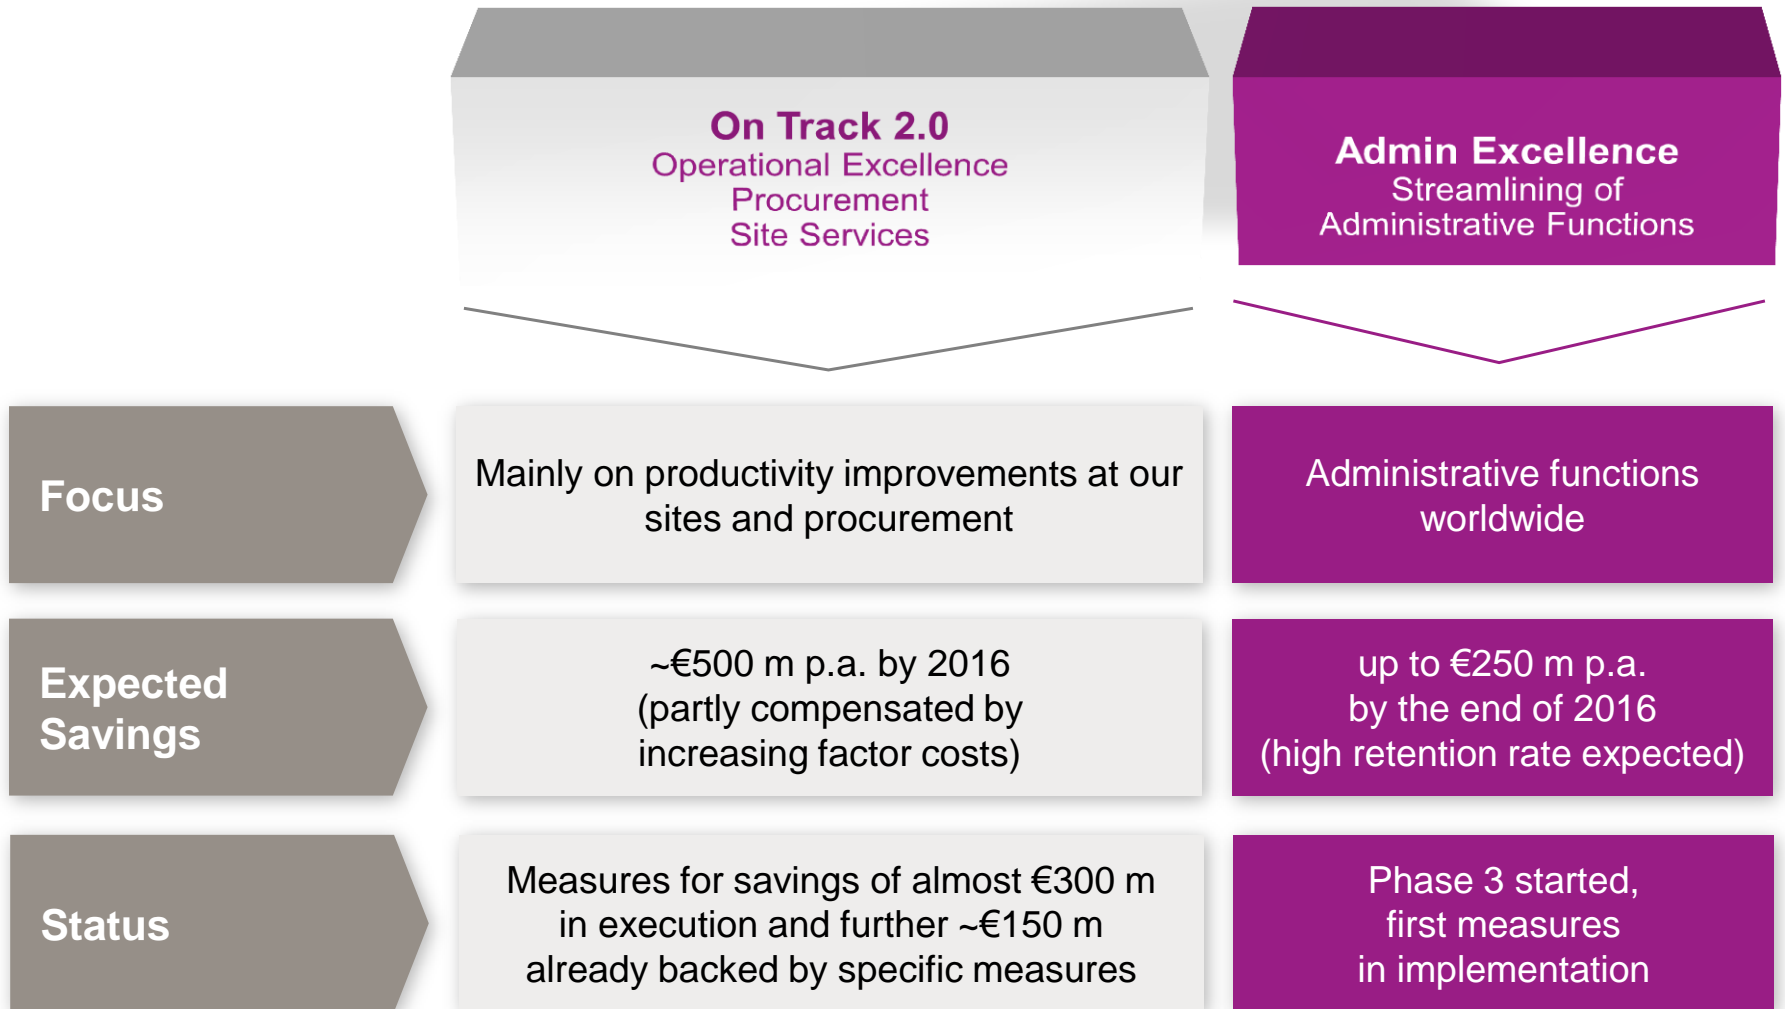 On Track 2.0
Operational Excellence
Procurement
Site Services
Admin Excellence
Streamlining of
Administrative Functions
Focus
Mainly on productivity improvements at our
sites and procurement
Administrative functions
worldwide
Expected
Savings
~€500 m p.a. by 2016
(partly compensated by
increasing factor costs)
up to €250 m p.a.
by the end of 2016
(high retention rate expected)
Status
Measures for savings of almost €300 m
in execution and further ~€150 m
already backed by specific measures
Phase 3 started,
first measures
in implementation